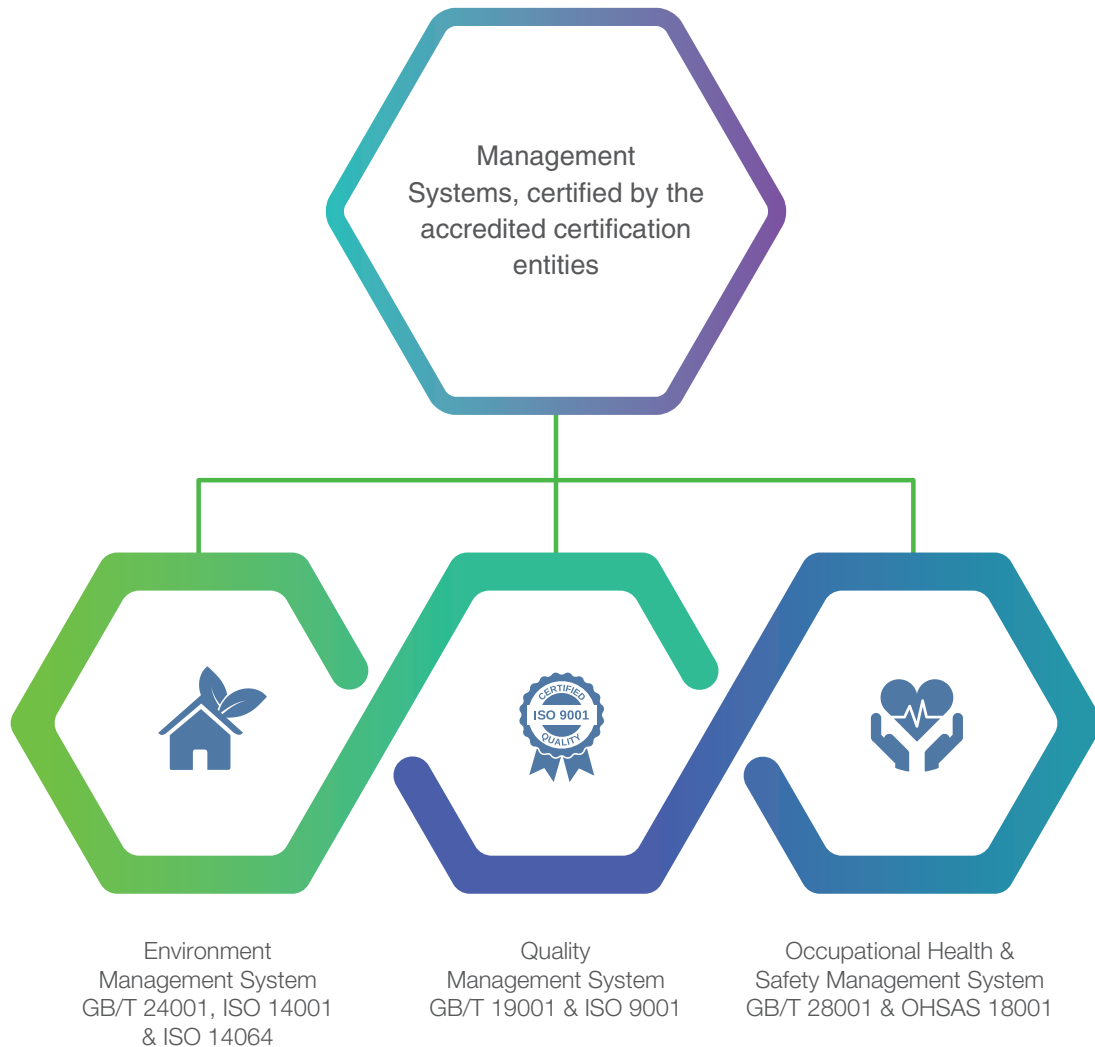 Management
Systems, certified by the
accredited certification
entities
CERTIFIED
ISO 9001
QUALITY
Environment
Management System
GB/T 24001, ISO 14001
& ISO 14064
Quality
Management System
GB/T 19001 & ISO 9001
Occupational Health &
Safety Management System
GB/T 28001 & OHSAS 18001